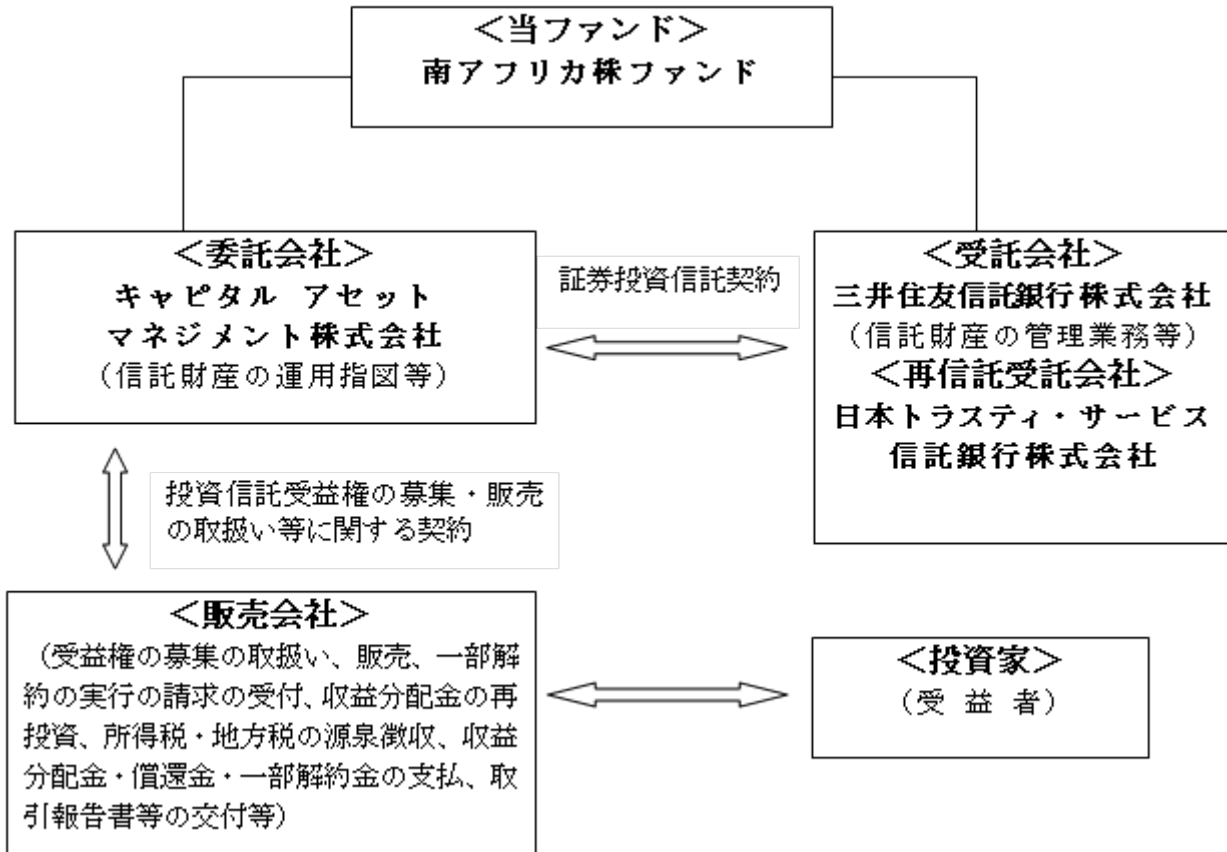 ＜当ファンド＞
南アフリカ株ファンド
＜委託会社＞
キャピタル アセット
マネジメント株式会社
（信託財産の運用指図等）
証券投資信託契約
＜受託会社＞
三井住友信託銀行株式会社
（信託財産の管理業務等）
＜再信託受託会社＞
日本トラスティ・サービス
信託銀行株式会社
投資信託受益権の募集・販売
の取扱い等に関する契約
＜販売会社＞
（受益権の募集の取扱い、販売、一部解
約の実行の請求の受付、収益分配金の再
投資、所得税・地方税の源泉徴収、収益
分配金・償還金・一部解約金の支払、取
引報告書等の交付等）
＜投資家＞
（受 益 者）